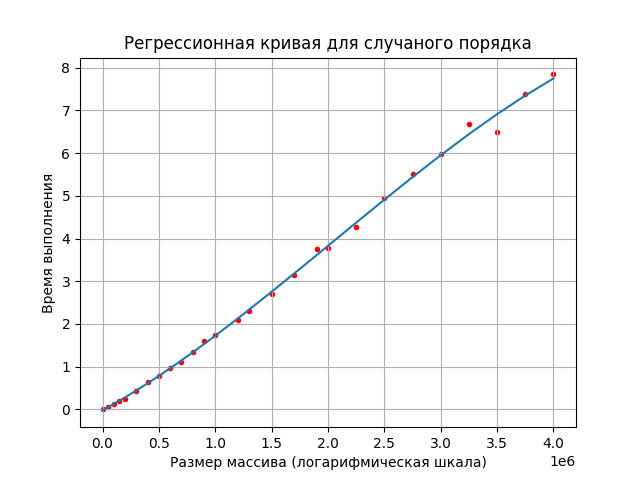 Регрессионная кривая для случаного порядка
8
7
6
5
4
3
2
1
0
Время выполнения
0.0 0.5 1.0 1.5 2.0 2.5 3.0 3.5 4.0
1e6
Размер массива (логарифмическая шкала)